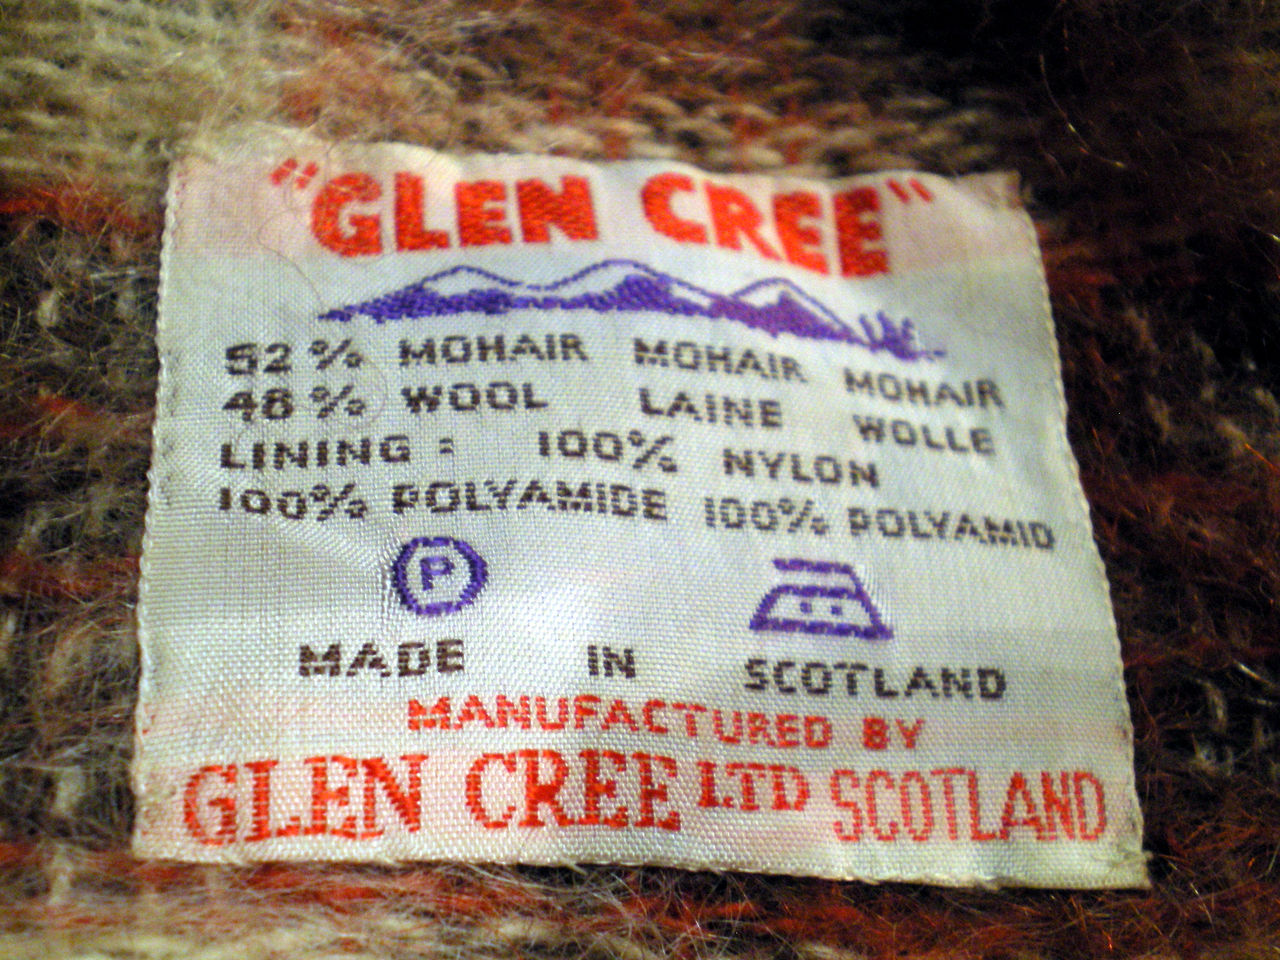 "GLEN CREE"
52% MOHAIR MOHAIR MOHAIR
48% WOOL LAINE WOLLE
LINING: 100% NYLON
100% POLYAMIDE 100% POLYAMID
P
MADE IN SCOTLAND
MANUFACTURED BY
GLEN CREE LTD SCOTLAND